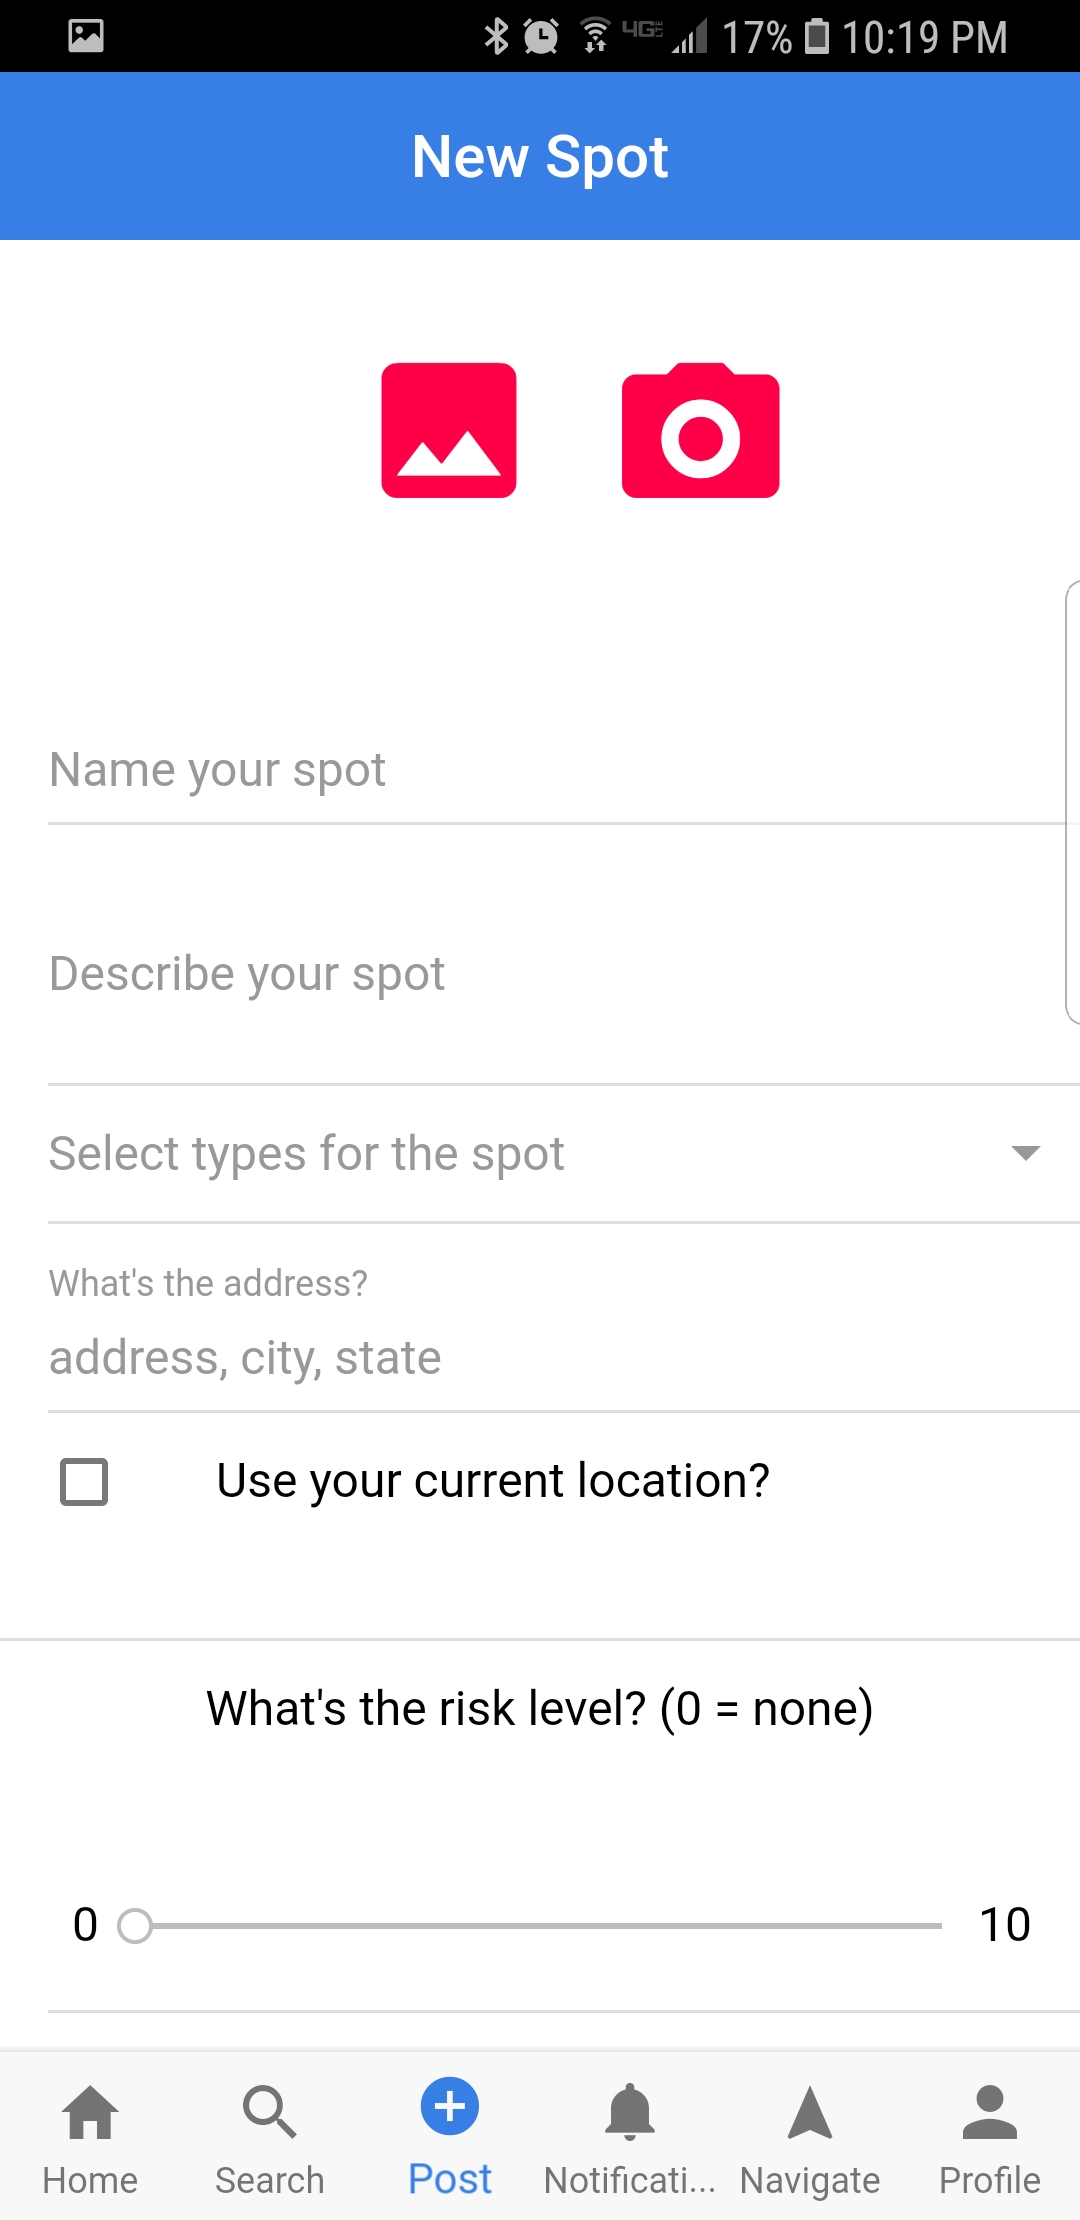 4G LTE 17% 10:19 PM
New Spot
Name your spot
Describe your spot
Select types for the spot
What's the address?
address, city, state
Use your current location?
What's the risk level? (0 = none)
0 10
Home Search Post Notificati... Navigate Profile